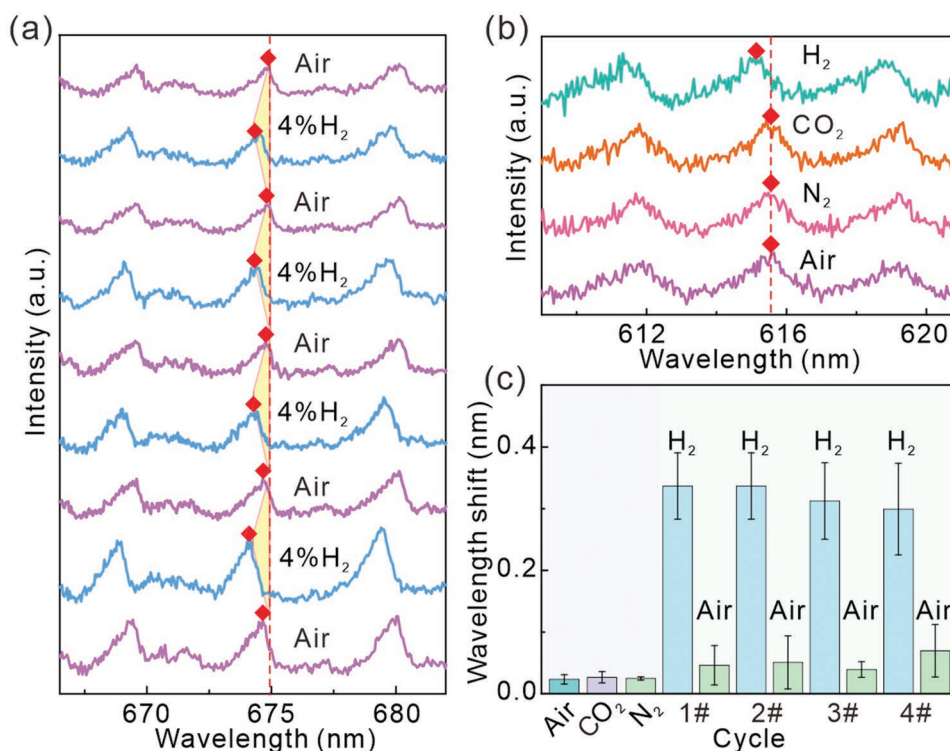 (a)
Intensity (a.u.)
Air
4%H₂
Air
4%H₂
Air
4%H₂
Air
4%H₂
Air
670 675 680
Wavelength (nm)
(b)
Intensity (a.u.)
H₂
CO₂
N₂
Air
612 616 620
Wavelength (nm)
(c)
Wavelength shift (nm)
0.4
0.2
0.0
H₂ H₂ H₂ H₂
Air Air Air Air
Air CO₂ N₂ 1# 2# 3# 4#
Cycle